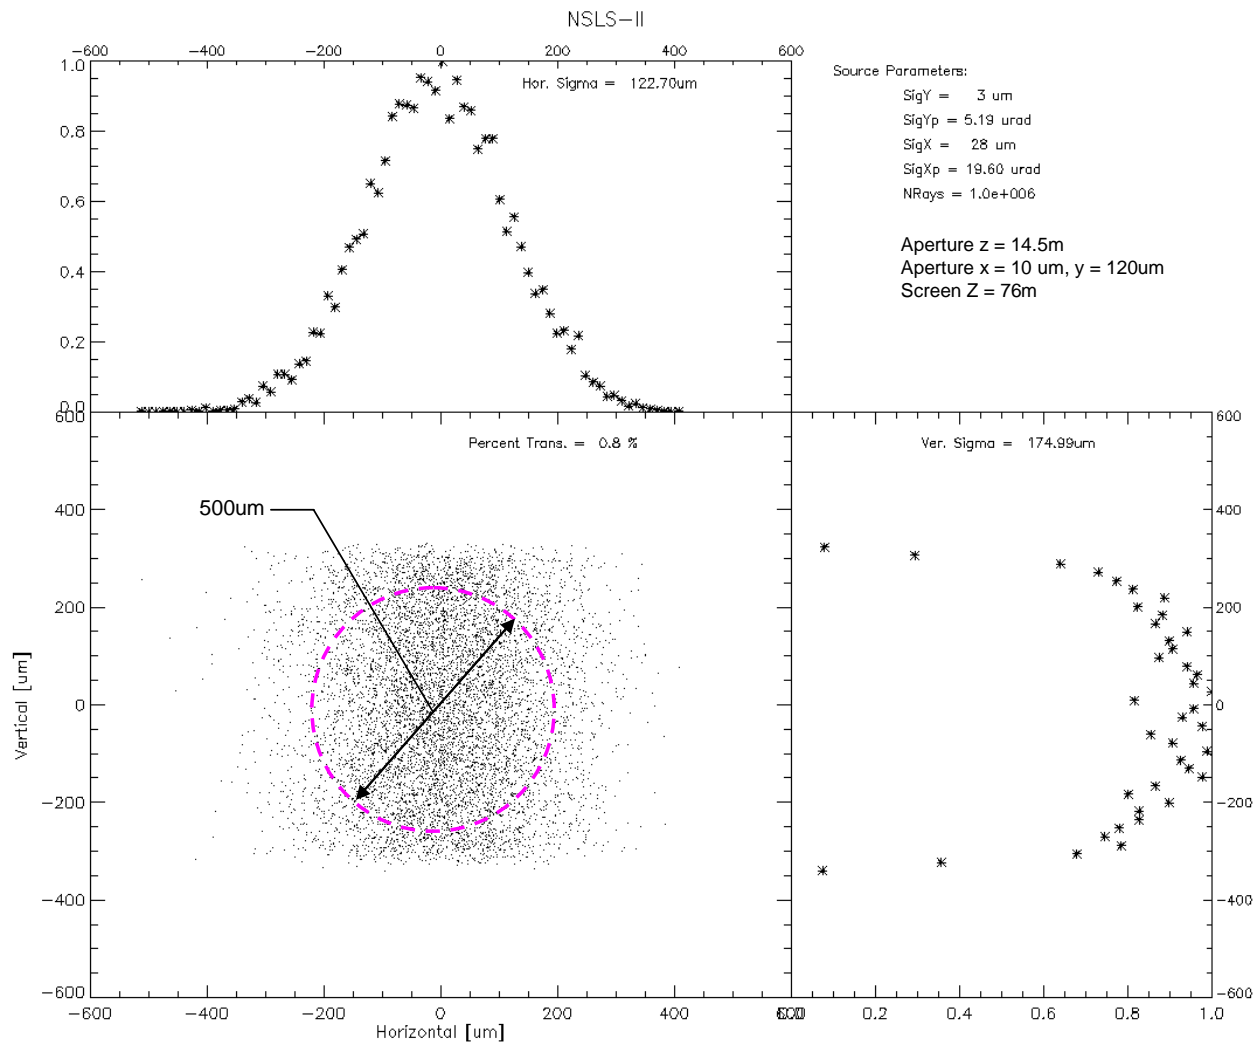 NSLS-II
-600 -400 -200 0 200 400 600
Hor. Sigma = 122.70um
1.0
0.8
0.6
0.4
0.2
0.0
Source Parameters:
SigY = 3 um
SigYp = 5.19 urad
SigX = 28 um
SigXp = 19.60 urad
NRays = 1.0e+006
Aperture z = 14.5m
Aperture x = 10 um, y = 120um
Screen Z = 76m
Percent Trans. = 0.8 %
500um
Vertical [um]
600
400
200
0
-200
-400
-600
-600 -400 -200 0 200 400
Horizontal [um]
Ver. Sigma = 174.99um
600
400
200
0
-200
-400
-600
0.2 0.4 0.6 0.8 1.0